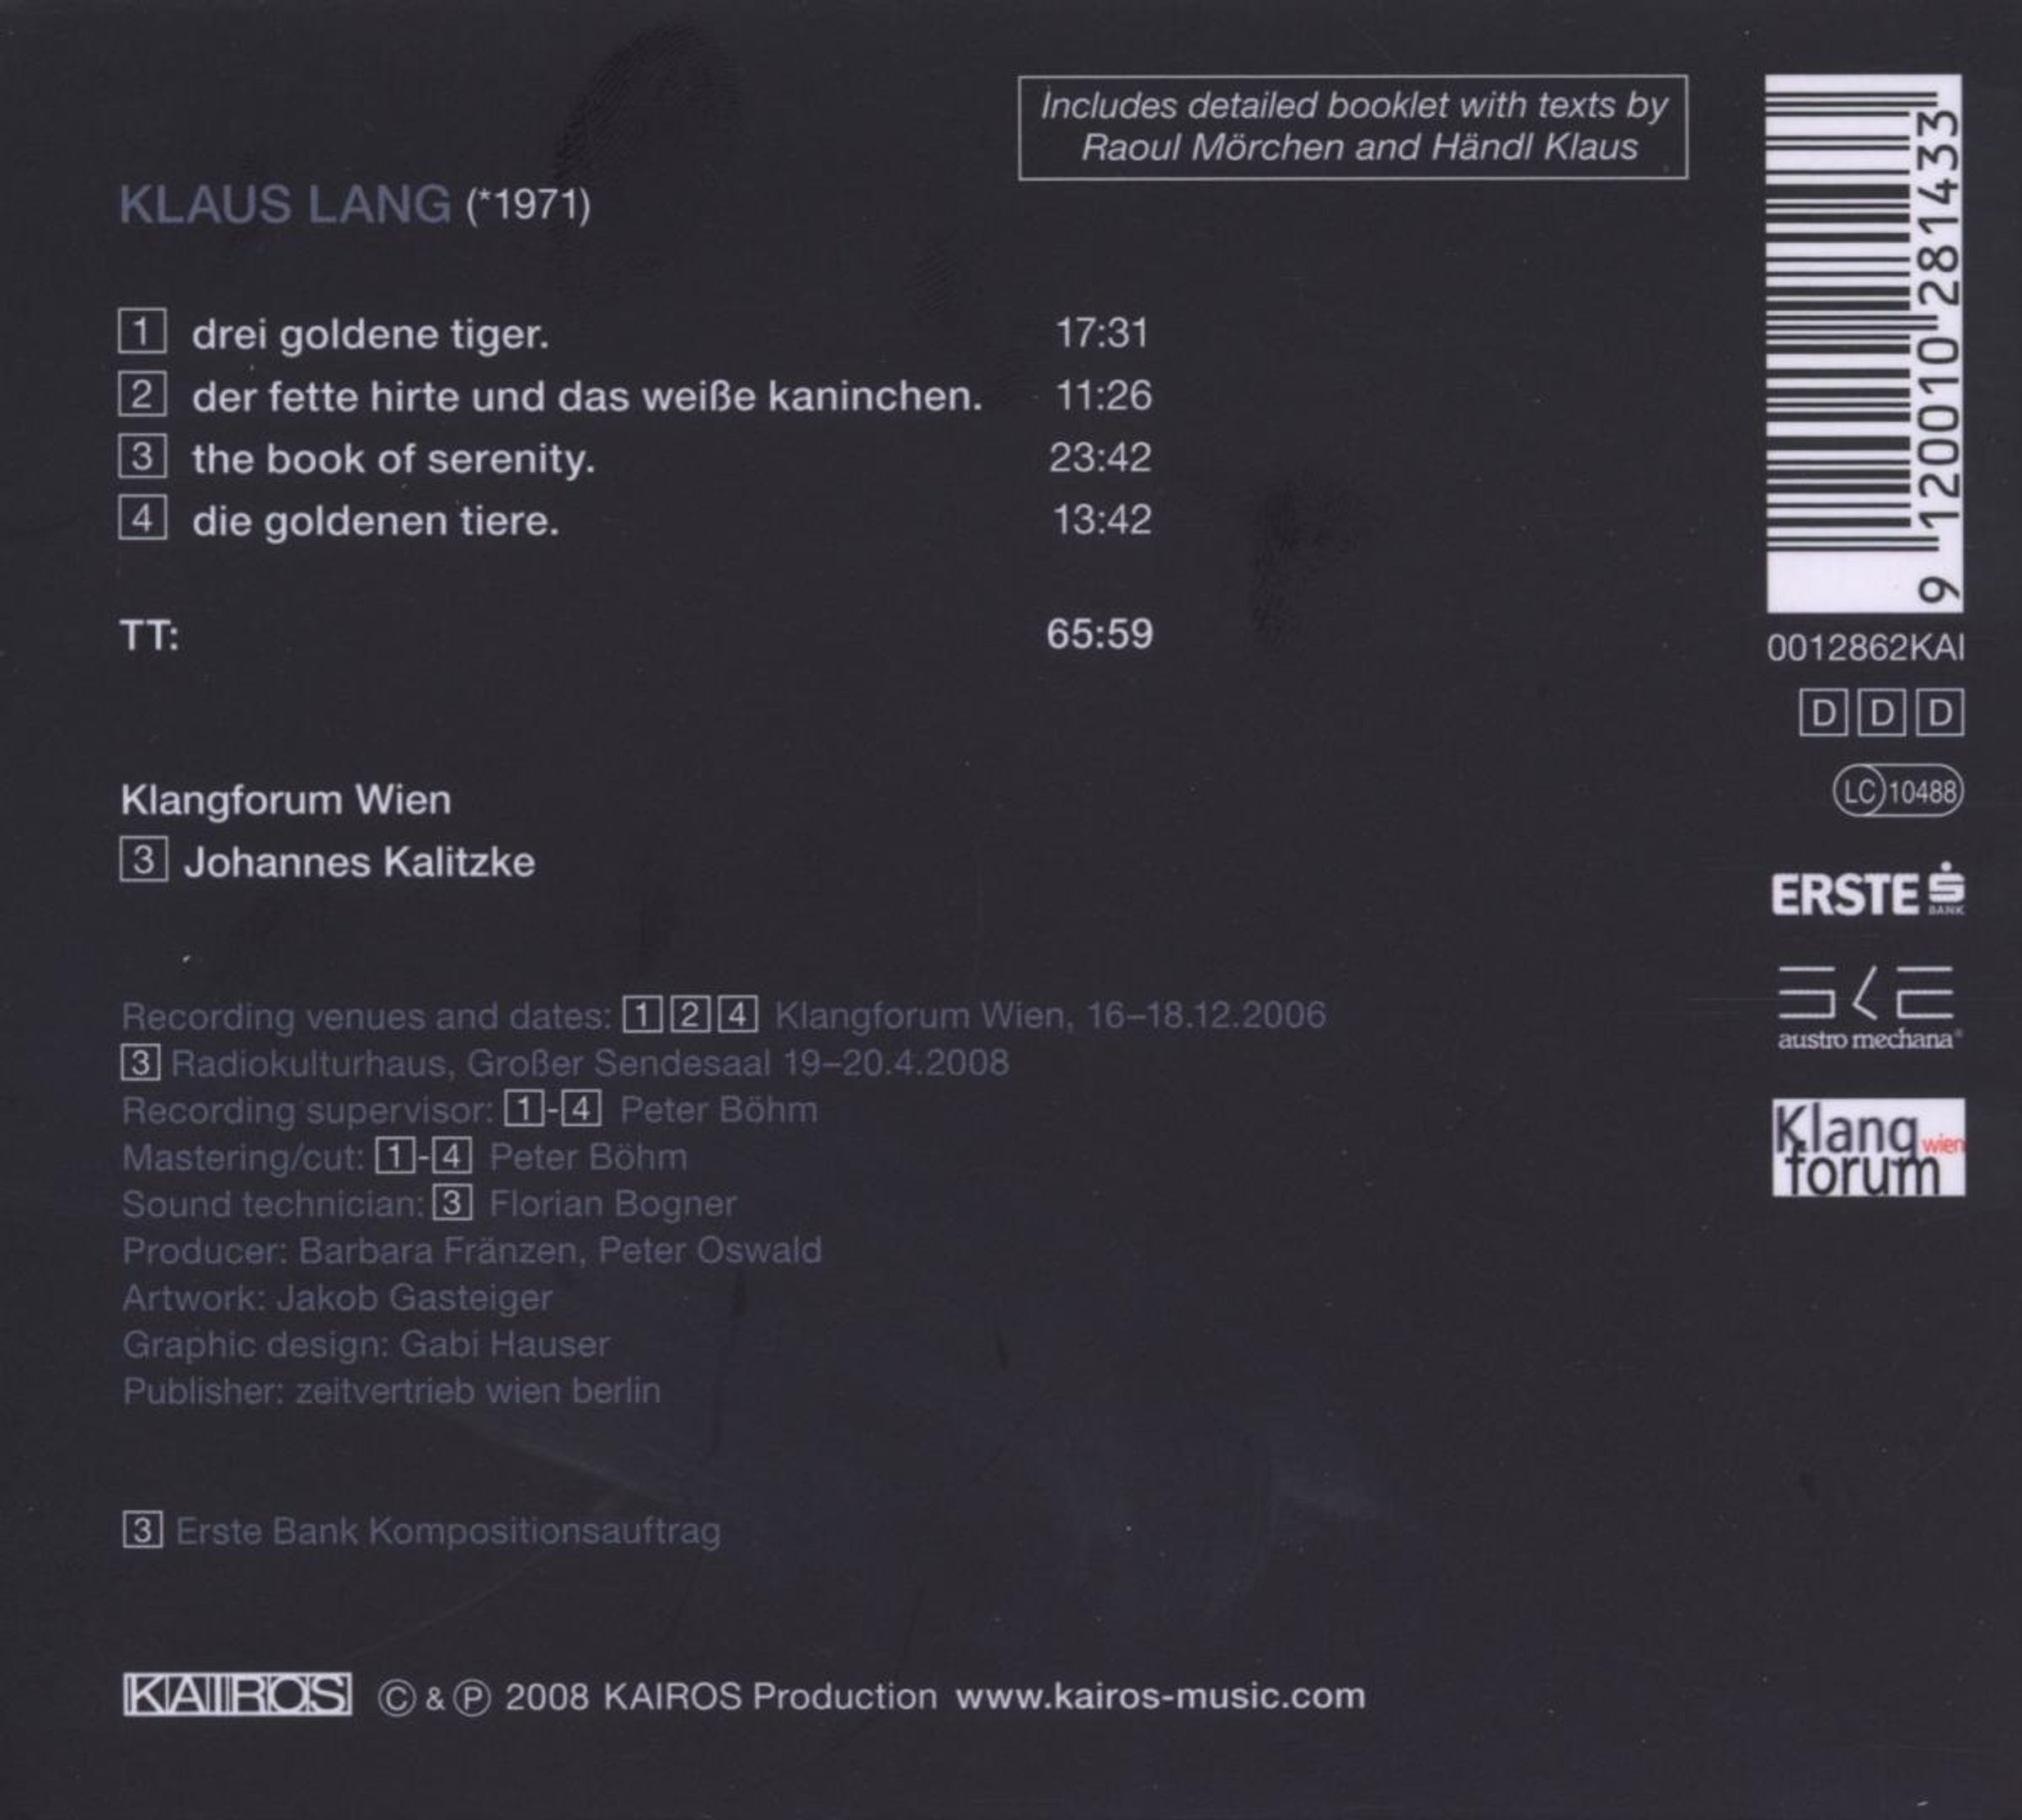 Includes detailed booklet with texts by
Raoul Mörchen and Händl Klaus
KLAUS LANG (*1971)
1 drei goldene tiger. 17:31
2 der fette hirte und das weiße kaninchen. 11:26
3 the book of serenity. 23:42
4 die goldenen tiere. 13:42
TT: 65:59
Klangforum Wien
3 Johannes Kalitzke
Recording venues and dates: 1 2 4 Klangforum Wien, 16–18.12.2006
3 Radiokulturhaus, Großer Sendesaal 19–20.4.2008
Recording supervisor: 1-4 Peter Böhm
Mastering/cut: 1-4 Peter Böhm
Sound technician: 3 Florian Bogner
Producer: Barbara Fränzen, Peter Oswald
Artwork: Jakob Gasteiger
Graphic design: Gabi Hauser
Publisher: zeitvertrieb wien berlin
3 Erste Bank Kompositionsauftrag
KAIROS © & ℗ 2008 KAIROS Production www.kairos-music.com
9 120010 281433
0012862KAI
D D D
LC 10488
ERSTE S
BANK
austro mechana®
Klang wien
forum